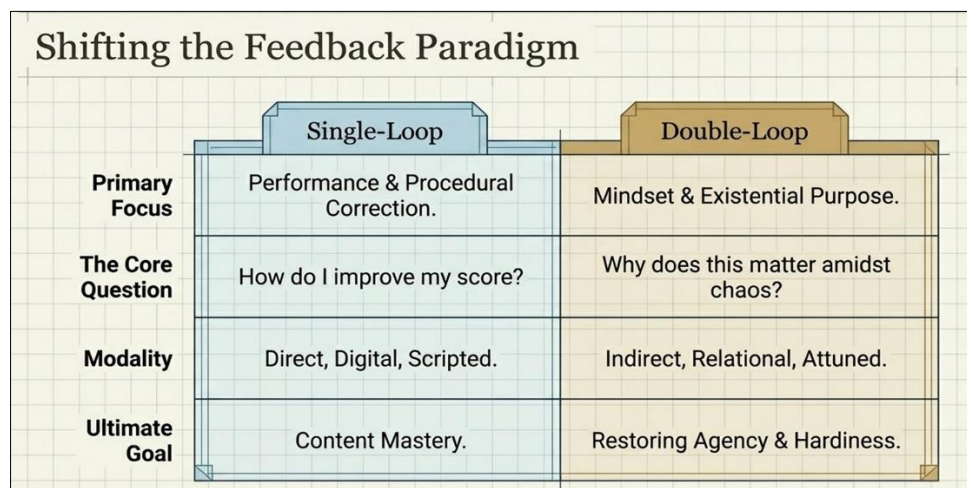 Shifting the Feedback Paradigm
Single-Loop
Double-Loop
Primary
Focus
Performance & Procedural
Correction.
Mindset & Existential Purpose.
The Core
Question
How do I improve my score?
Why does this matter amidst
chaos?
Modality
Direct, Digital, Scripted.
Indirect, Relational, Attuned.
Ultimate
Goal
Content Mastery.
Restoring Agency & Hardiness.